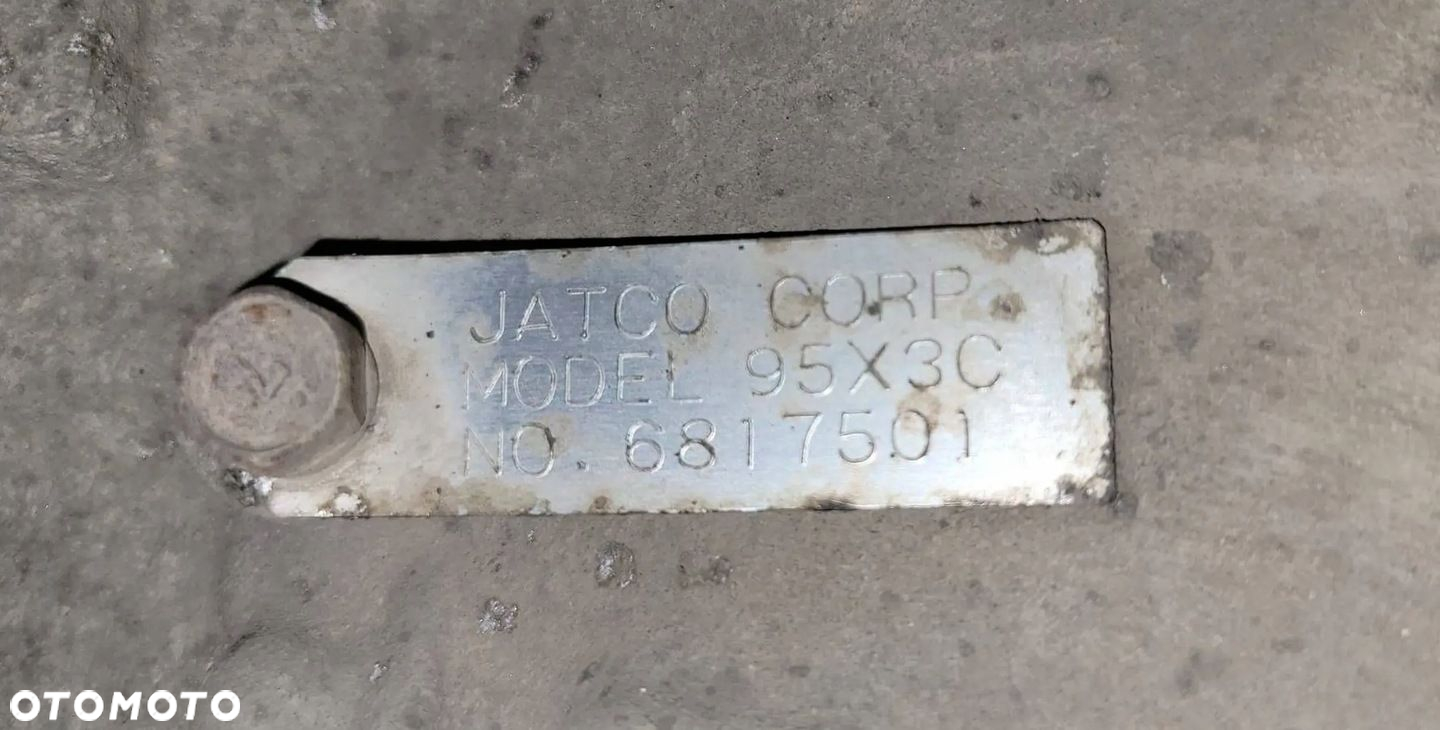 JATCO CORP.
MODEL 95X3C
NO. 6817501
OTOMOTO